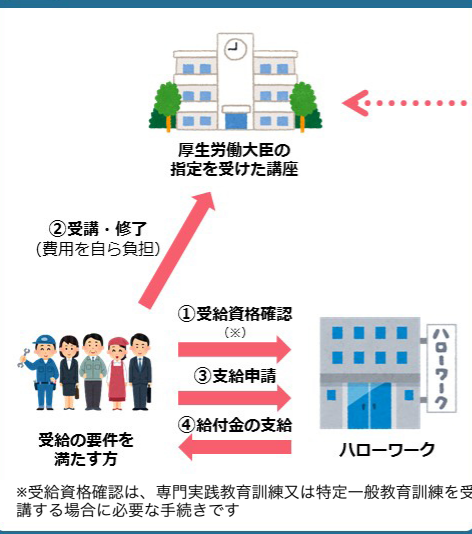 厚生労働大臣の
指定を受けた講座
②受講・修了
(費用を自ら負担)
①受給資格確認
(※)
③支給申請
④給付金の支給
ハローワーク
受給の要件を
満たす方
ハローワーク
※受給資格確認は、専門実践教育訓練又は特定一般教育訓練を受
講する場合に必要な手続きです